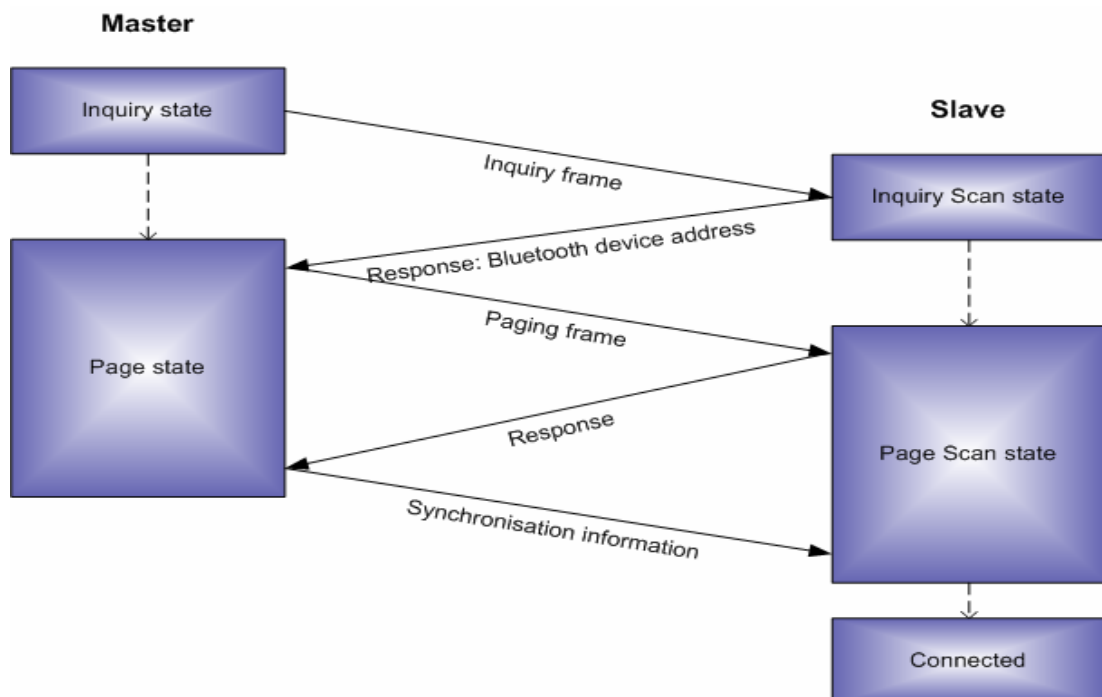 Master
Inquiry state
Slave
Inquiry frame
Inquiry Scan state
Response: Bluetooth device address
Paging frame
Page state
Response
Page Scan state
Synchronisation information
Connected